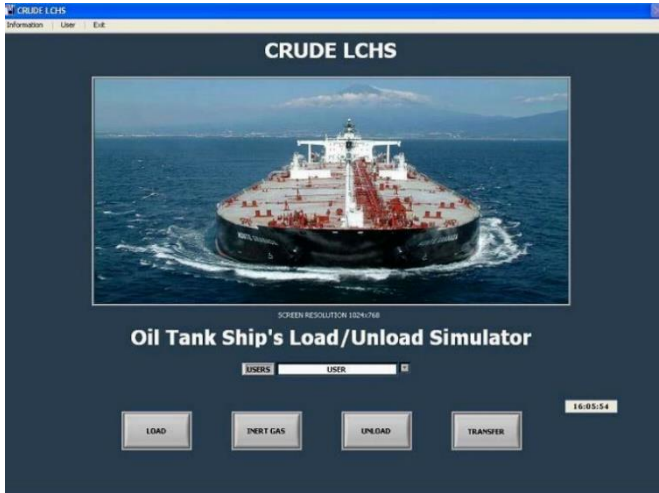 CRUDE LCHS
Information User Exit
CRUDE LCHS
SCREEN RESOLUTION 1024x768
Oil Tank Ship's Load/Unload Simulator
USERS USER
16:05:54
LOAD INERT GAS UNLOAD TRANSFER